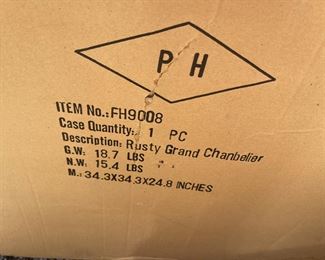 P H
ITEM No.:FH9008
Case Quantity: 1 PC
Description: Rusty Grand Chanbelier
G.W: 18.7 LBS
N.W: 15.4 LBS
M.: 34.3X34.3X24.8 INCHES